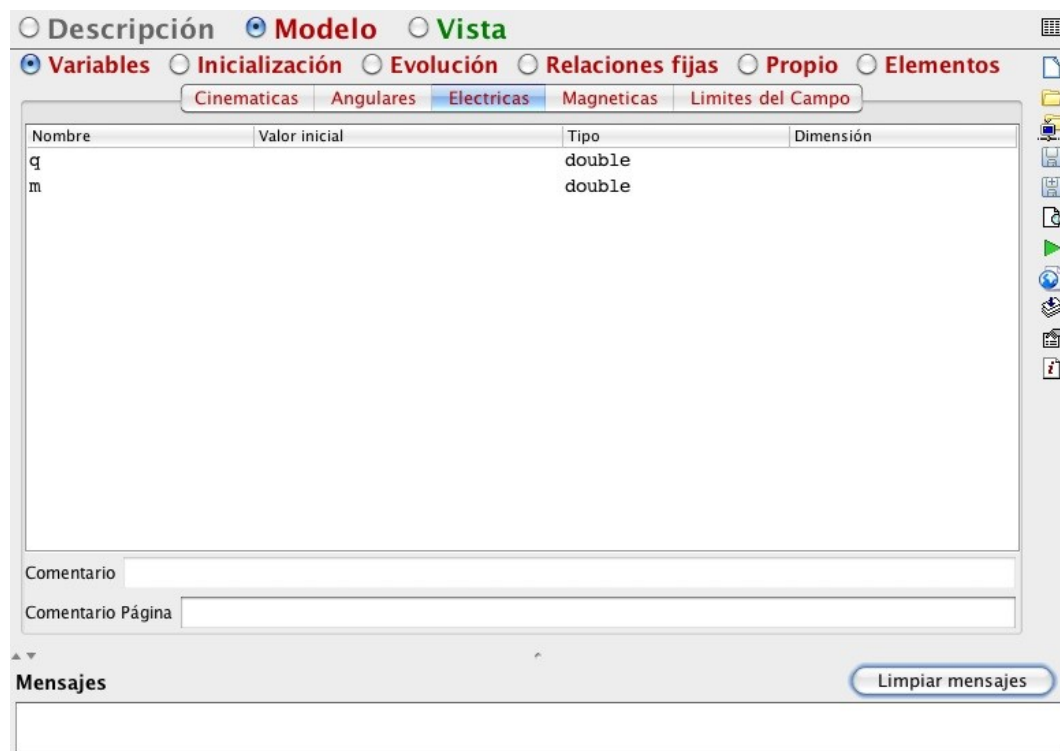 Descripción Modelo Vista
Variables Inicialización Evolución Relaciones fijas Propio Elementos
Cinematicas Angulares Electricas Magneticas Limites del Campo
Nombre Valor inicial Tipo Dimensión
q double
m double
Comentario
Comentario Página
Mensajes Limpiar mensajes